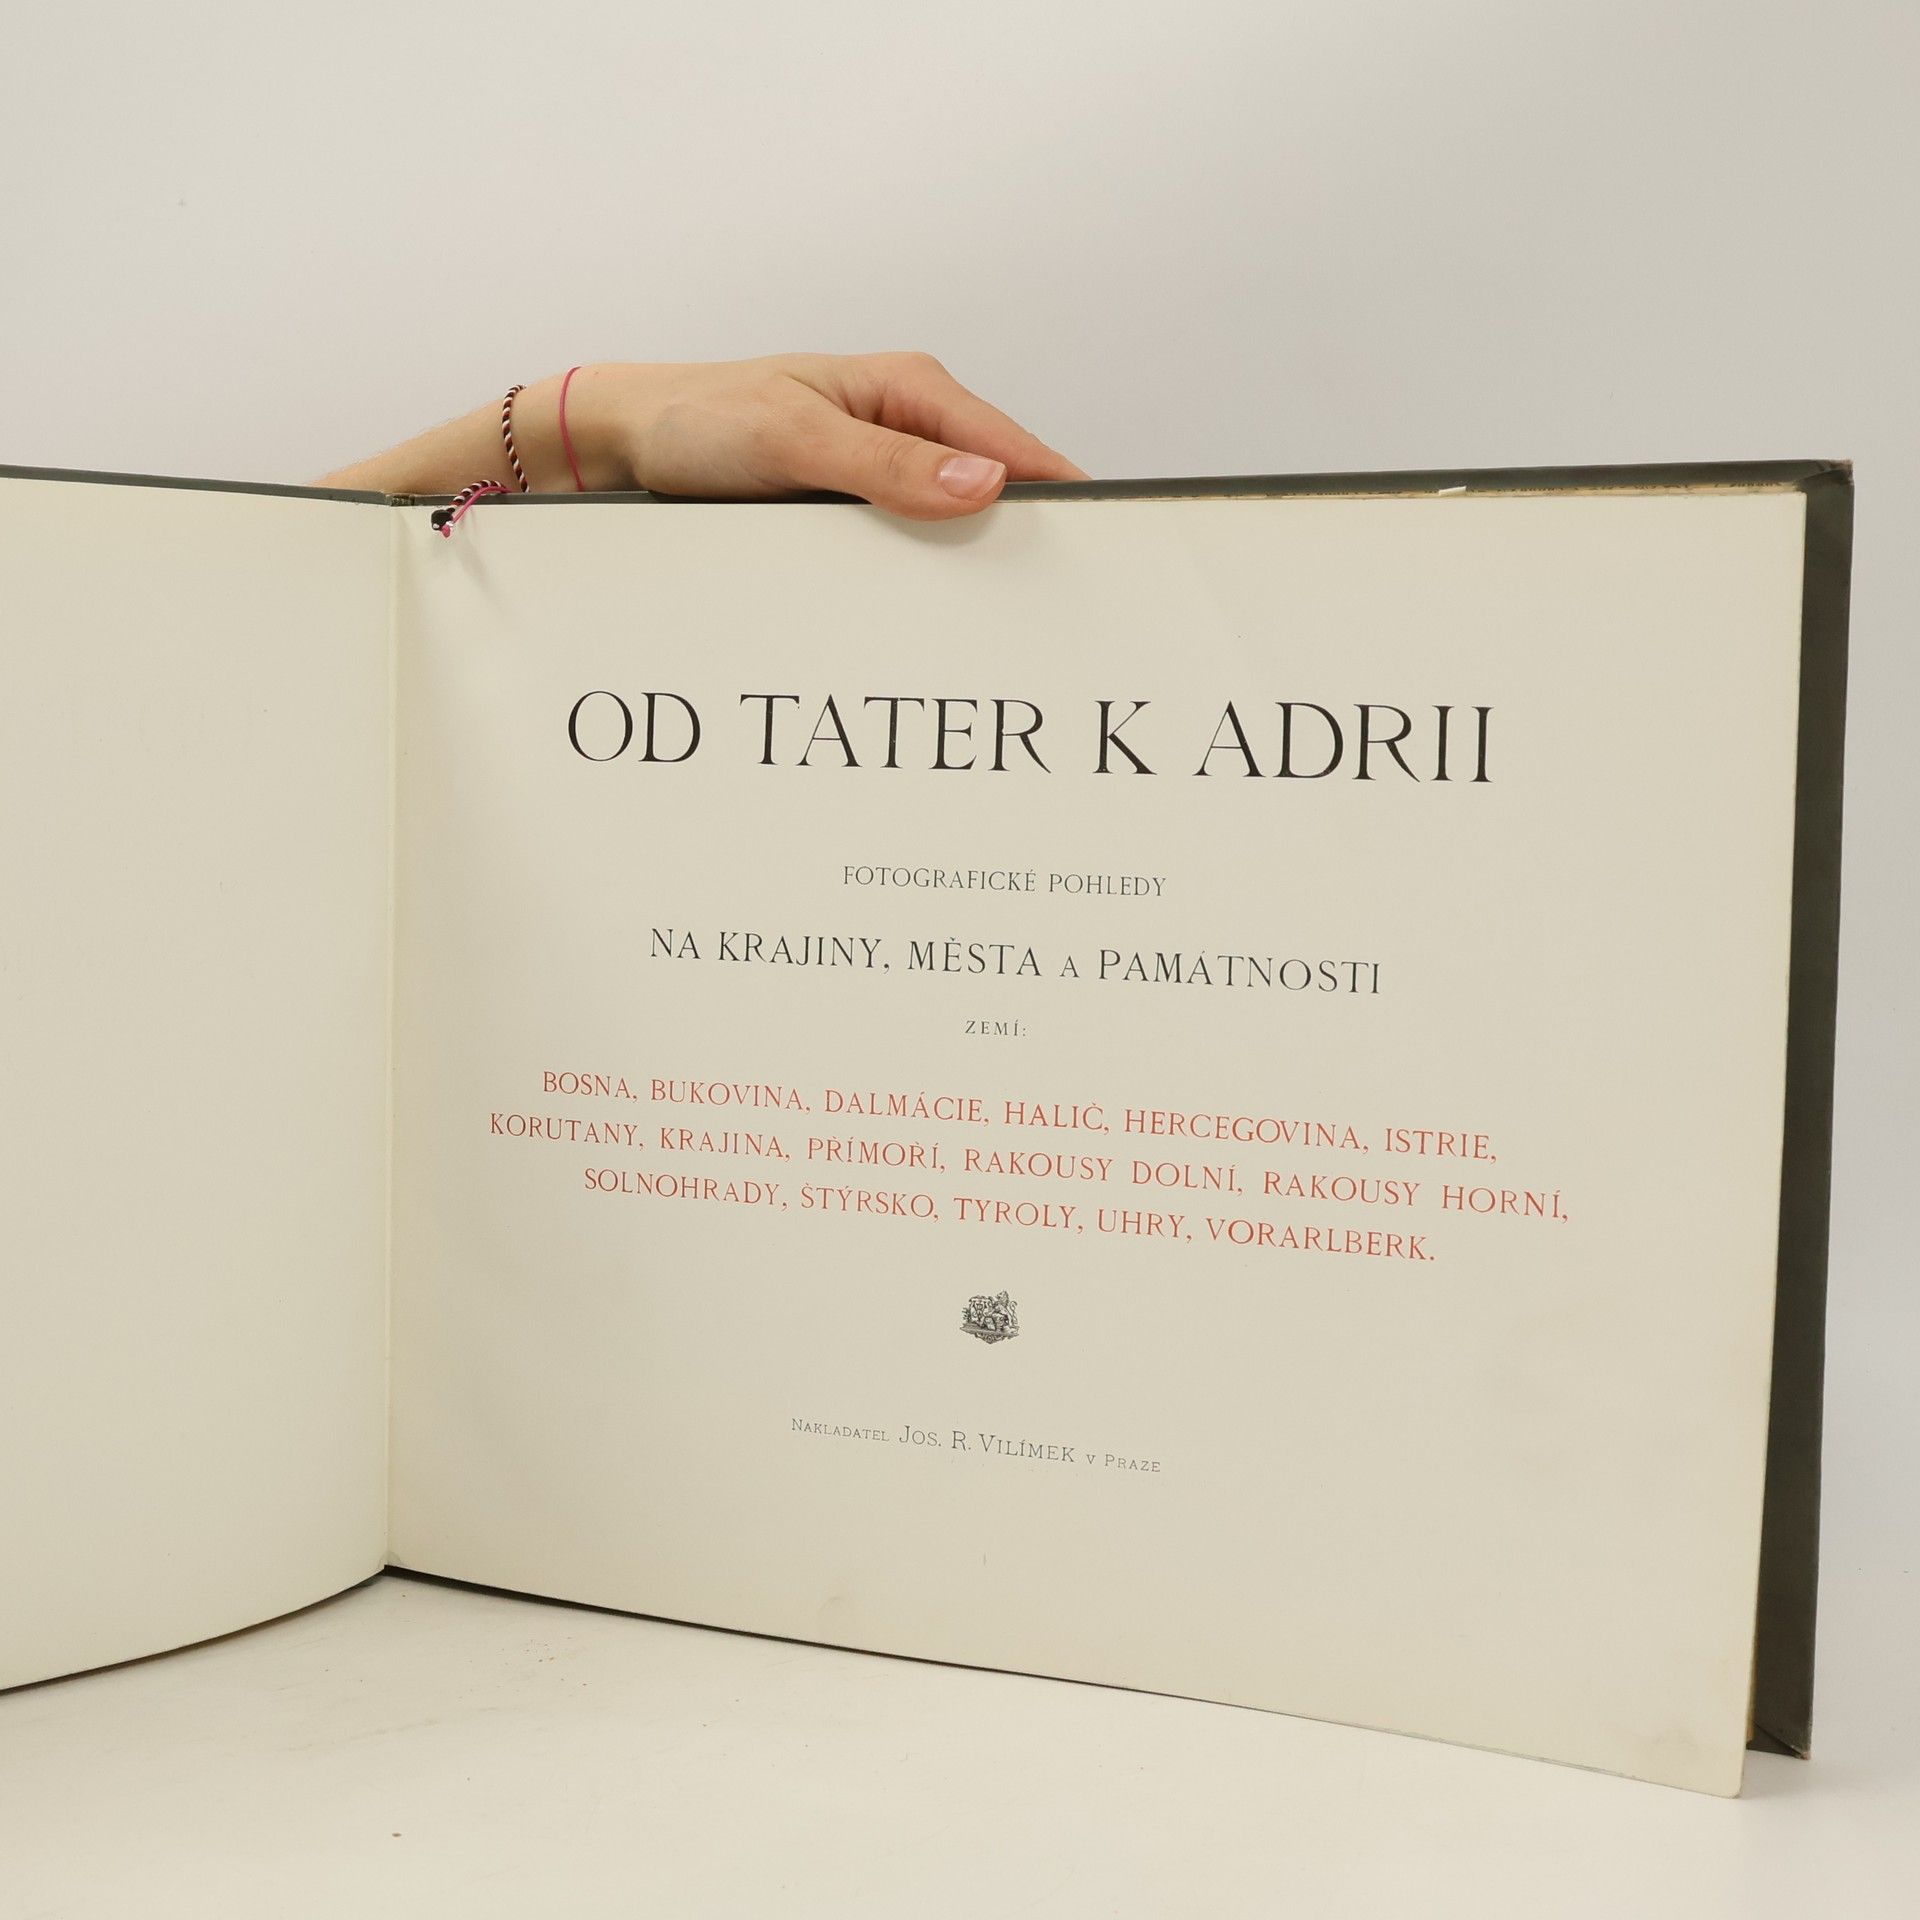 OD TATER K ADRII
FOTOGRAFICKÉ POHLEDY
NA KRAJINY, MĚSTA A PAMÁTNOSTI
ZEMÍ:
BOSNA, BUKOVINA, DALMÁCIE, HALIČ, HERCEGOVINA, ISTRIE,
KORUTANY, KRAJINA, PŘÍMOŘÍ, RAKOUSY DOLNÍ, RAKOUSY HORNÍ,
SOLNOHRADY, ŠTÝRSKO, TYROLY, UHRY, VORARLBERK.
NAKLADATEL JOS. R. VILÍMEK V PRAZE